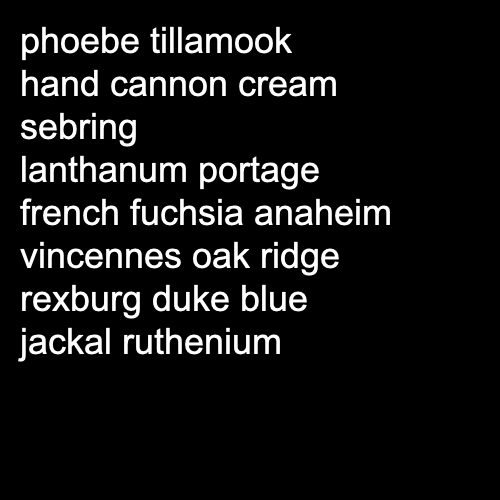 phoebe tillamook
hand cannon cream
sebring
lanthanum portage
french fuchsia anaheim
vincennes oak ridge
rexburg duke blue
jackal ruthenium